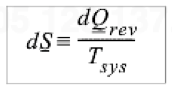 dS ≡ dQ_rev / T_sys